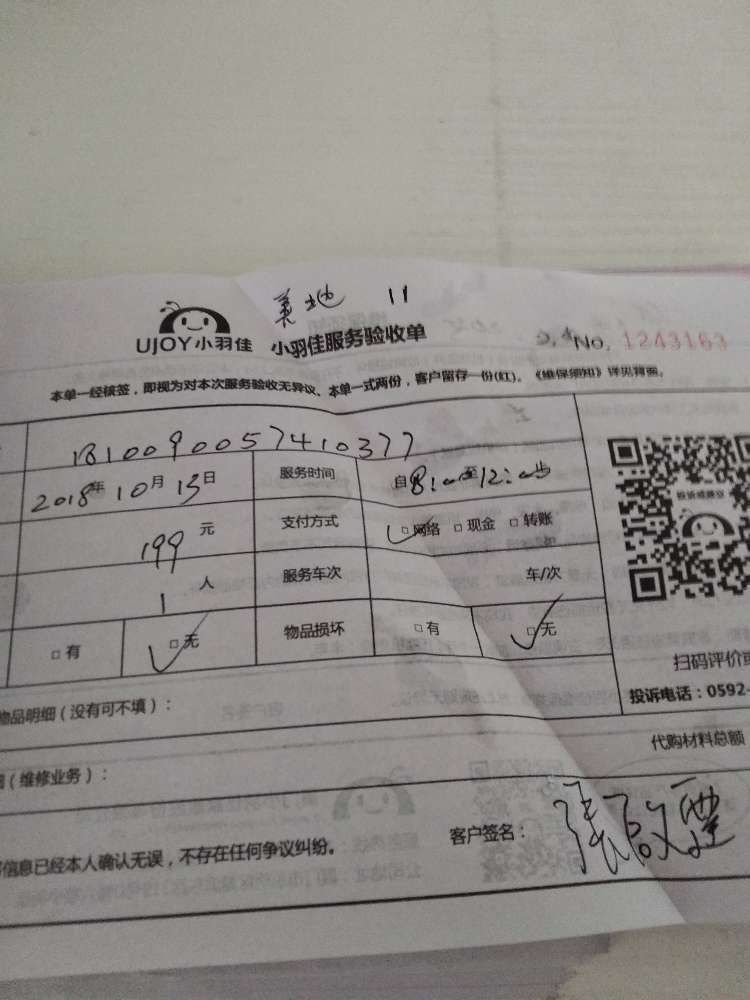 美地 11
UJOY小羽佳 小羽佳服务验收单 No. 1243163
本单一经核签，即视为对本次服务验收无异议、本单一式两份，客户留存一份(红)。《维保须知》详见背面。
181009005741037７
2018年10月13日 服务时间 自8:00至12:00止
199元 支付方式 □网络 □现金 □转账
1人 服务车次 车/次
□有 □无 物品损坏 □有 □无
扫码评价或
物品明细（没有可不填）：
投诉电话：0592-
代购材料总额
（维修业务）：
客户签名：
信息已经本人确认无误，不存在任何争议纠纷。